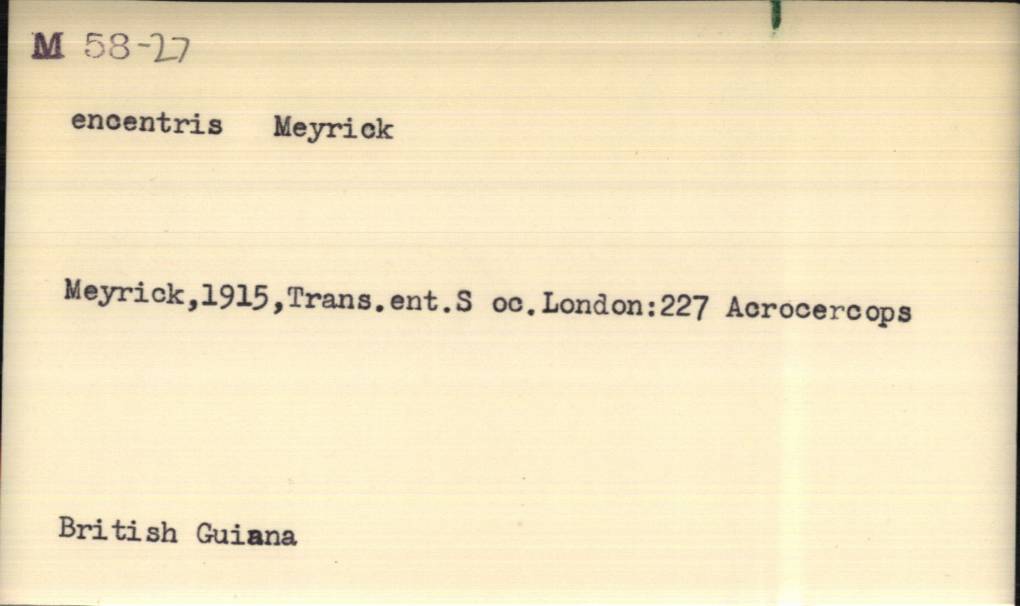 M 58-27
encentris Meyrick
Meyrick,1915,Trans.ent.S oc.London:227 Acrocercops
British Guiana